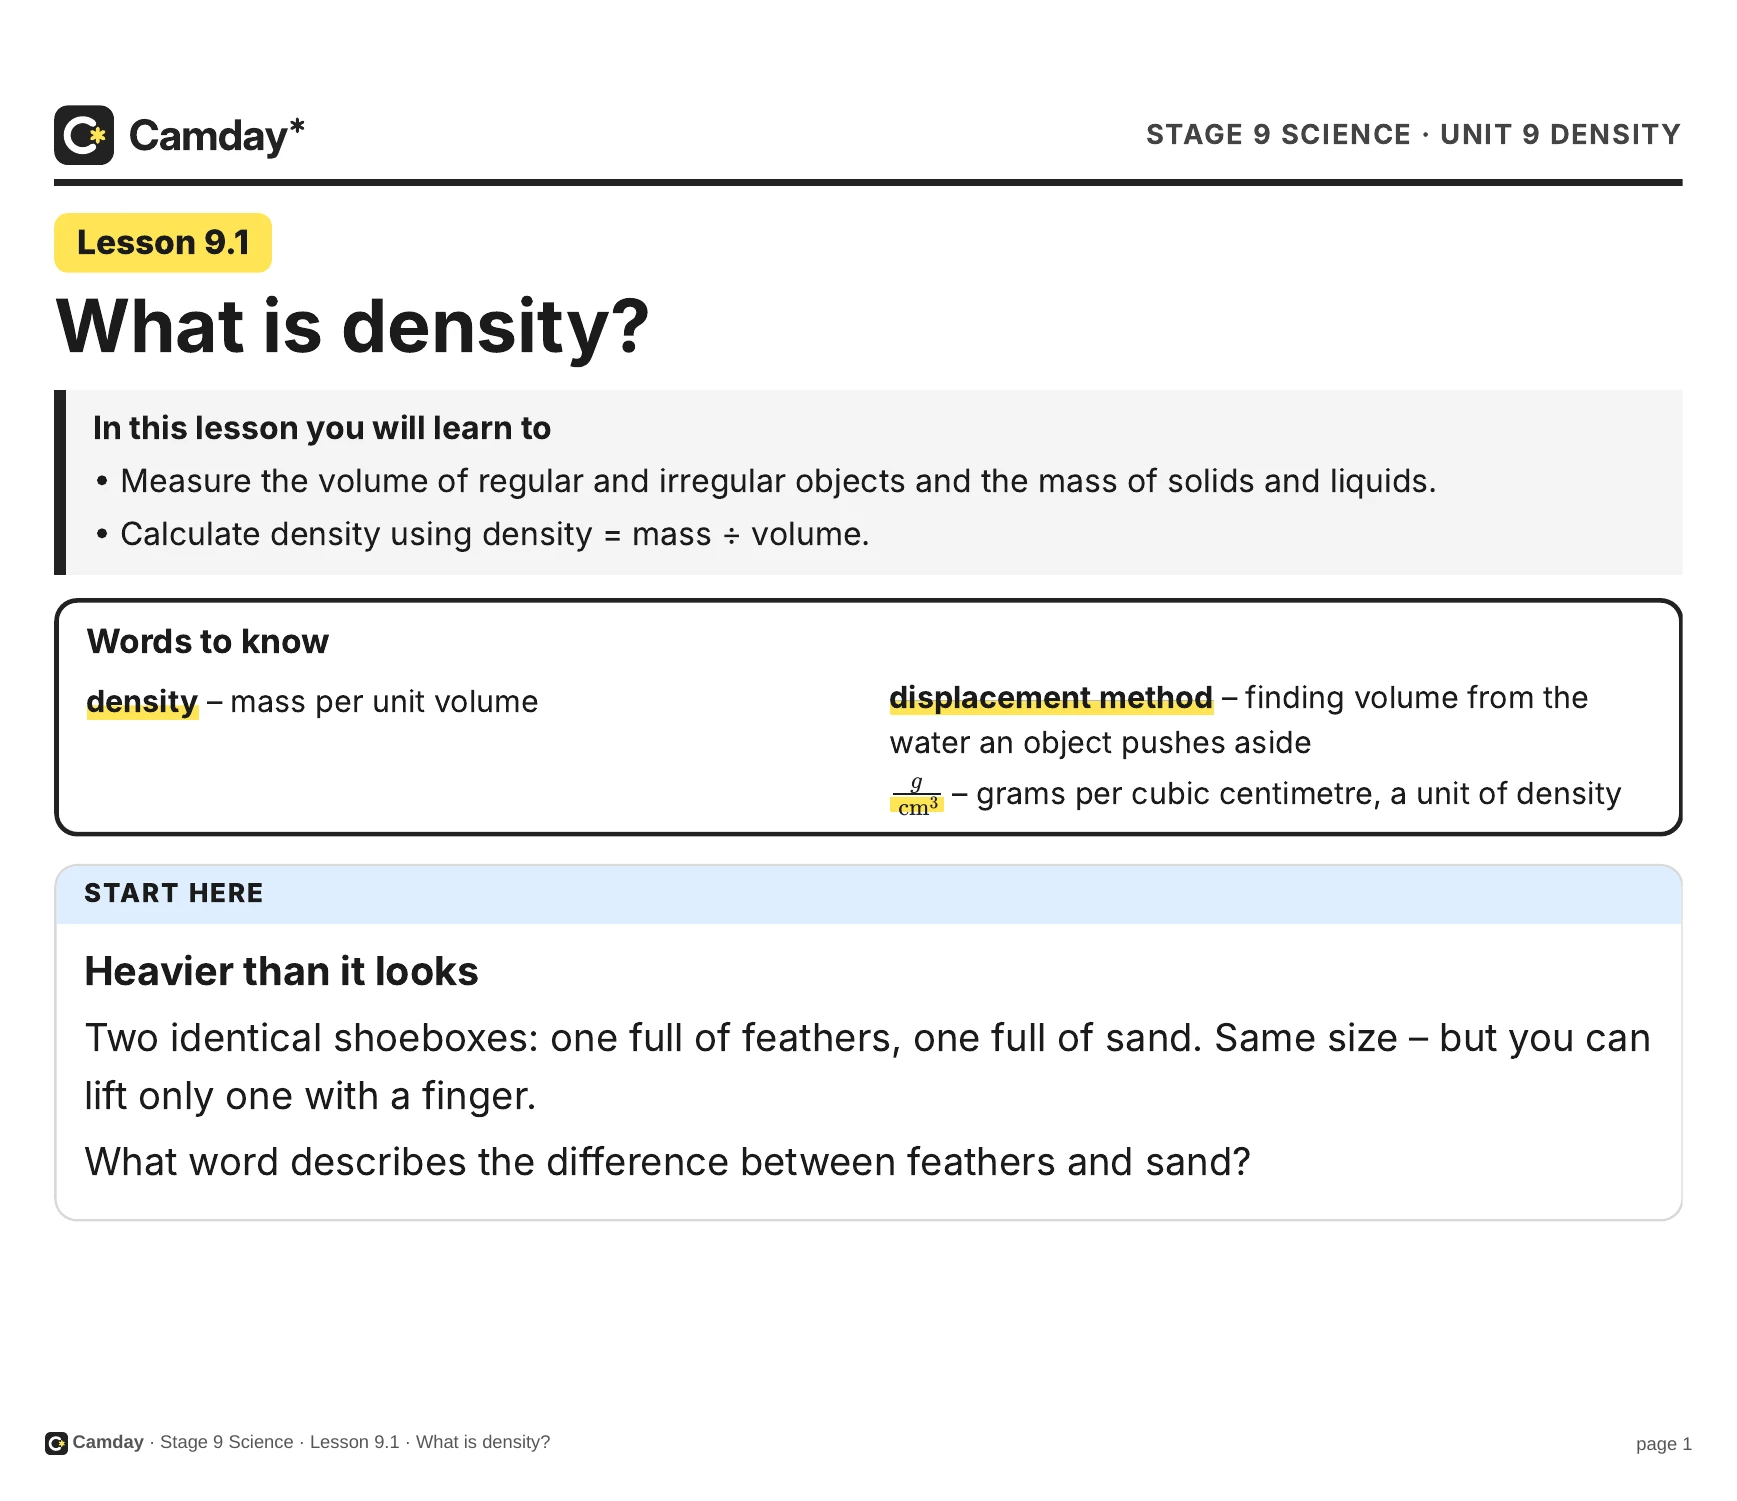 Camday*
STAGE 9 SCIENCE · UNIT 9 DENSITY
Lesson 9.1
What is density?
In this lesson you will learn to
• Measure the volume of regular and irregular objects and the mass of solids and liquids.
• Calculate density using density = mass ÷ volume.
Words to know
density – mass per unit volume
displacement method – finding volume from the
water an object pushes aside
g/cm³ – grams per cubic centimetre, a unit of density
START HERE
Heavier than it looks
Two identical shoeboxes: one full of feathers, one full of sand. Same size – but you can
lift only one with a finger.
What word describes the difference between feathers and sand?
Camday · Stage 9 Science · Lesson 9.1 · What is density?
page 1